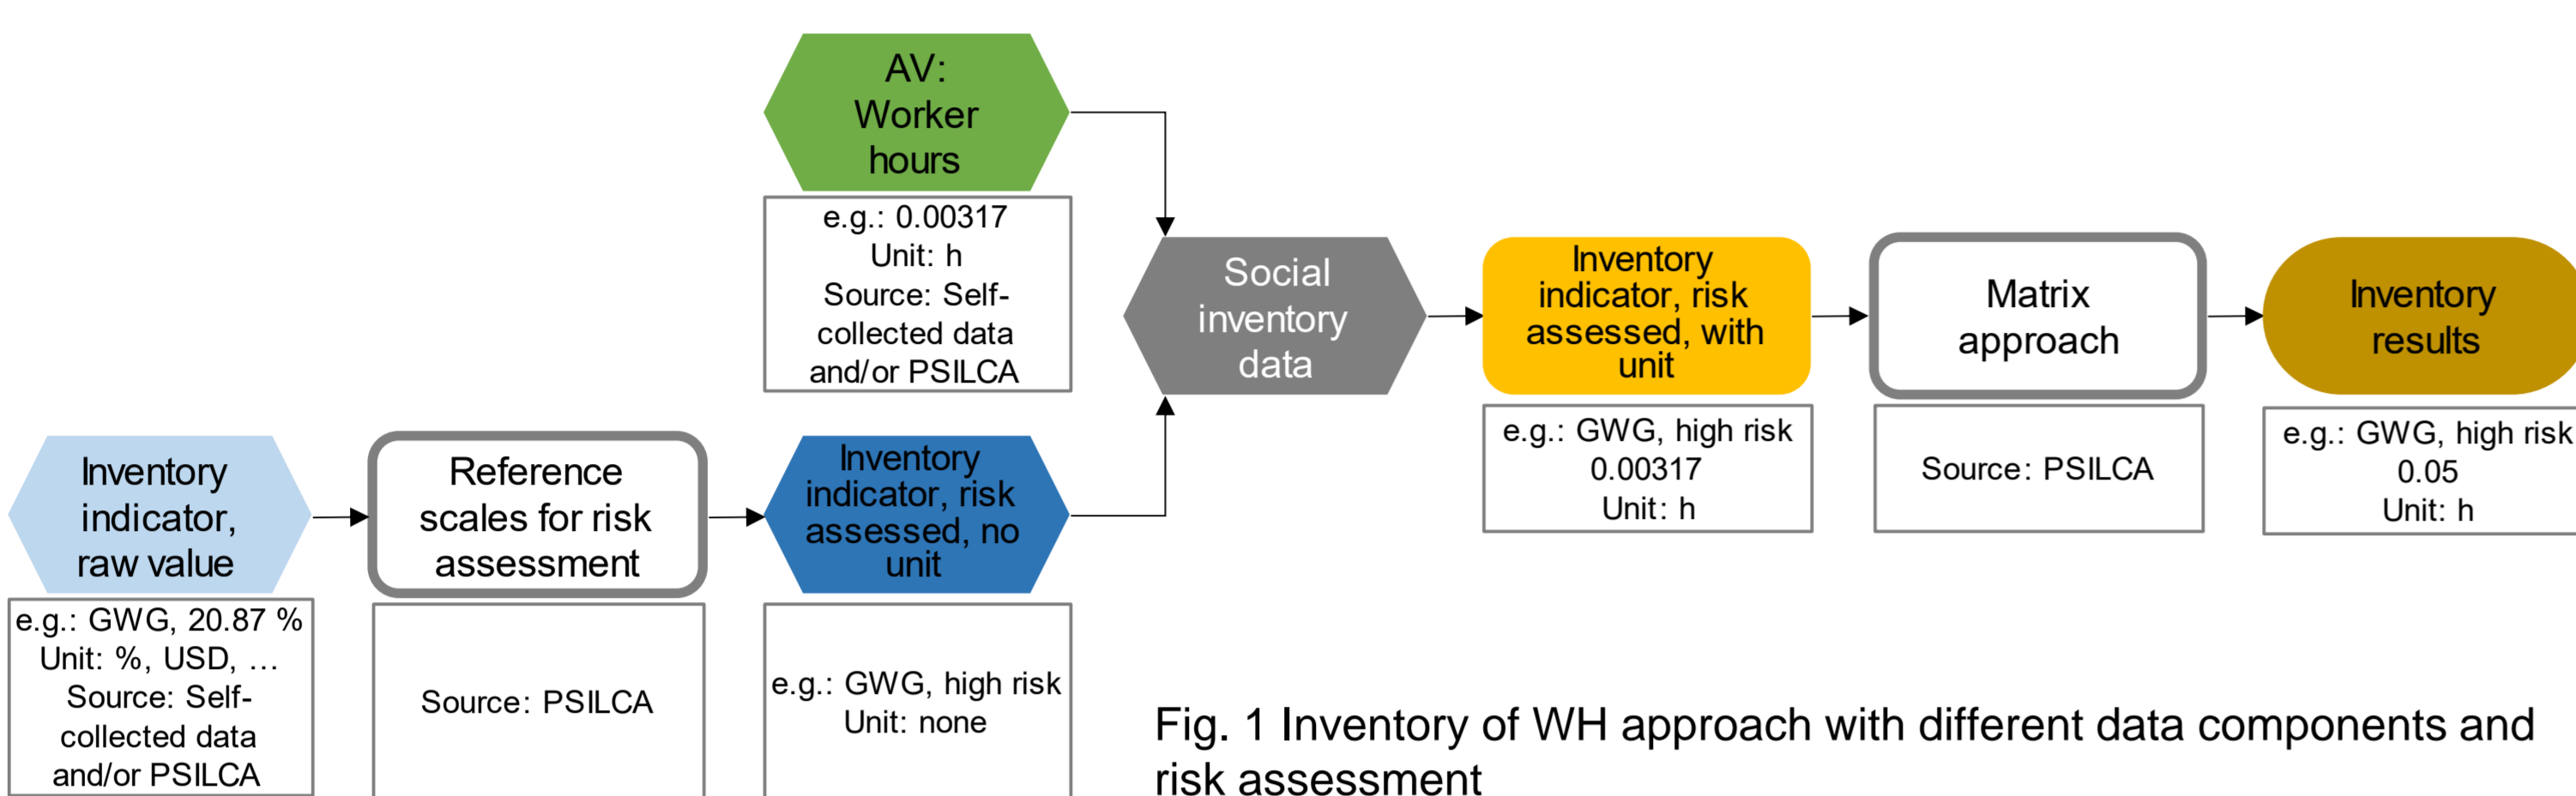 AV:
Worker
hours
e.g.: 0.00317
Unit: h
Source: Self-
collected data
and/or PSILCA
Inventory
indicator,
raw value
e.g.: GWG, 20.87 %
Unit: %, USD, …
Source: Self-
collected data
and/or PSILCA
Reference
scales for risk
assessment
Source: PSILCA
Inventory
indicator, risk
assessed, no
unit
e.g.: GWG, high risk
Unit: none
Social
inventory
data
Inventory
indicator, risk
assessed, with
unit
e.g.: GWG, high risk
0.00317
Unit: h
Matrix
approach
Source: PSILCA
Inventory
results
e.g.: GWG, high risk
0.05
Unit: h
Fig. 1 Inventory of WH approach with different data components and
risk assessment